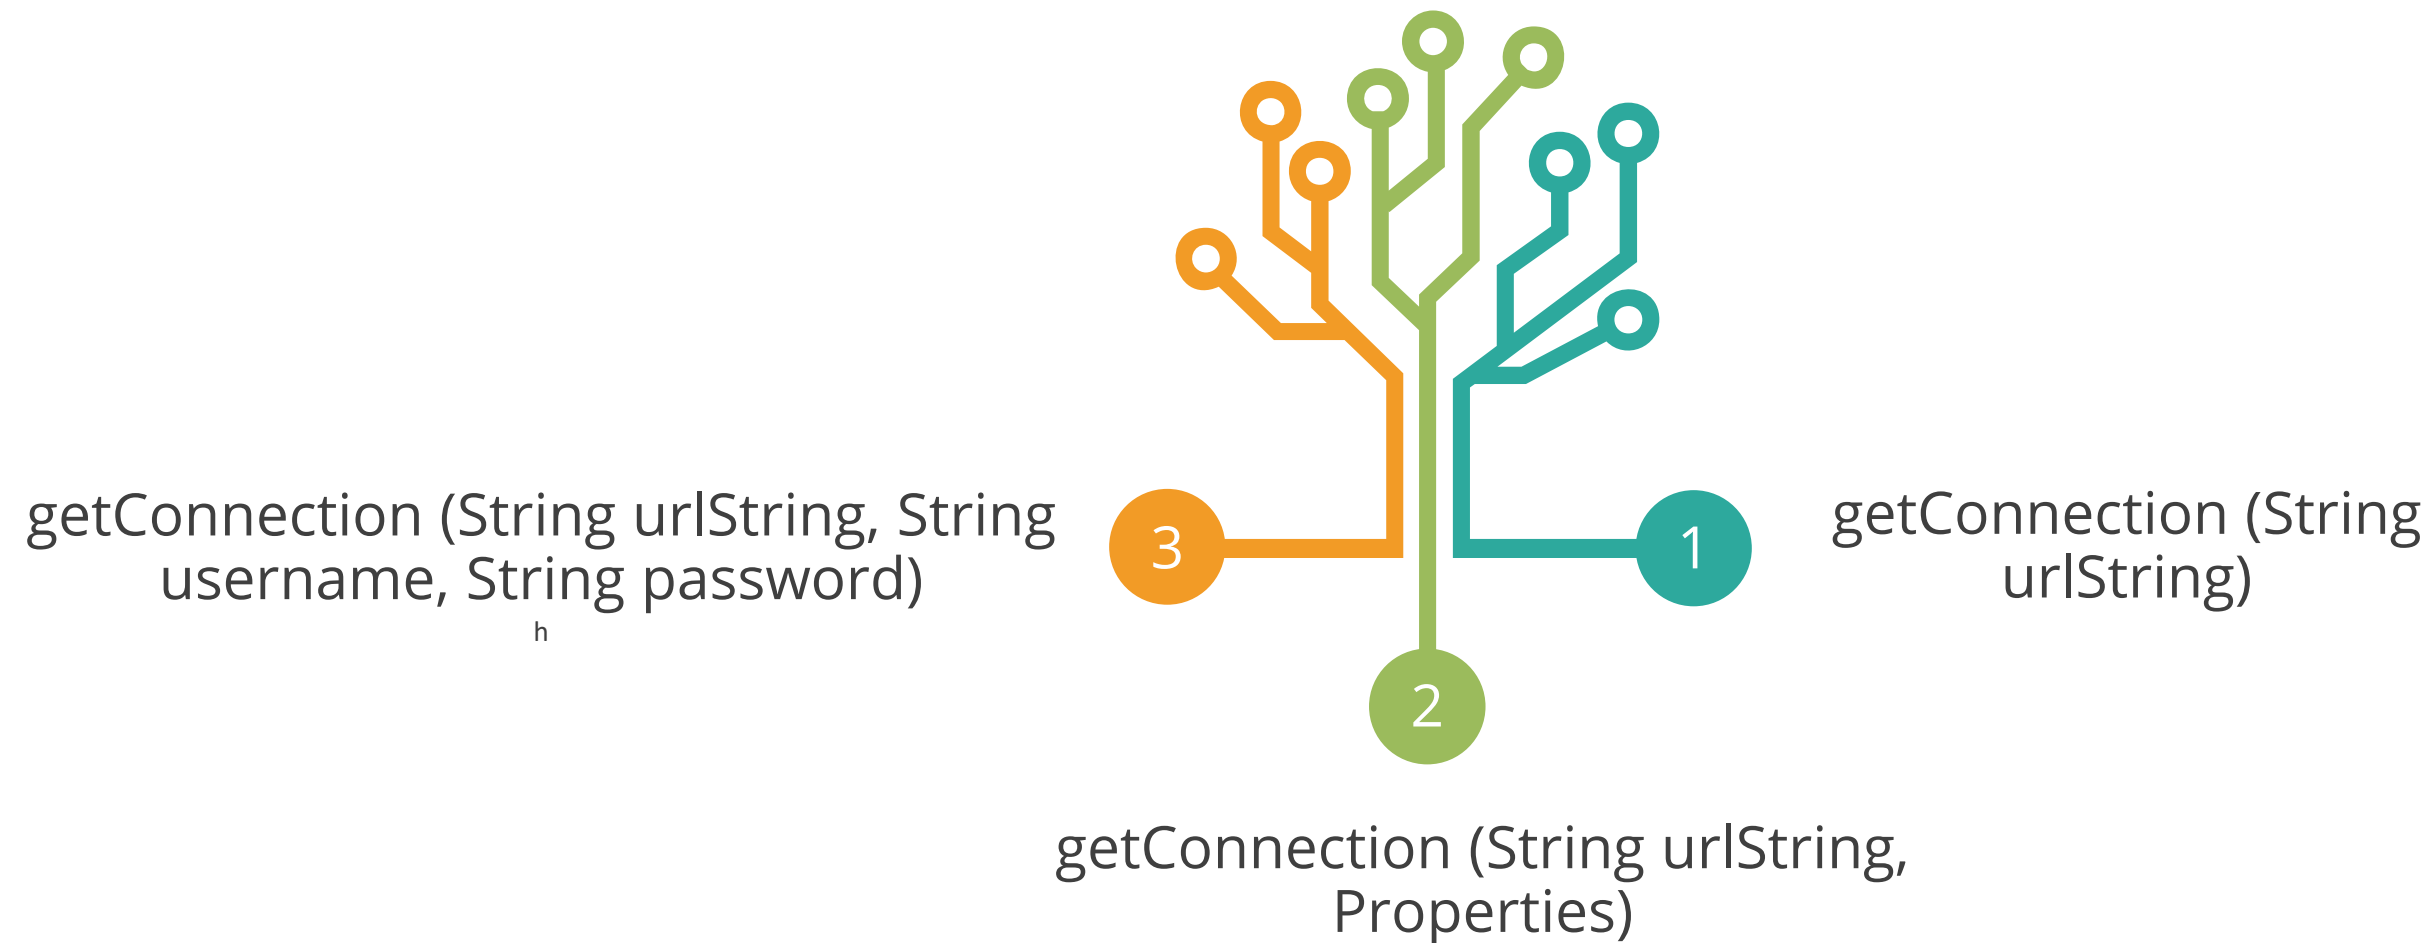 getConnection (String urlString, String
username, String password)
h
3
1
getConnection (String
urlString)
2
getConnection (String urlString,
Properties)